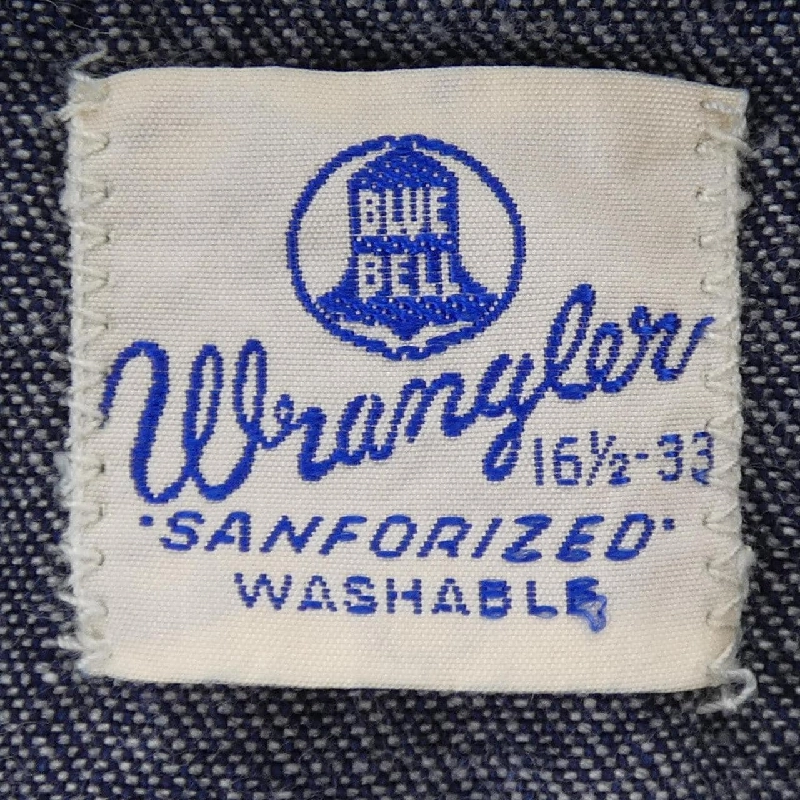 BLUE
BELL
Wrangler
16½-33
"SANFORIZED"
WASHABLE